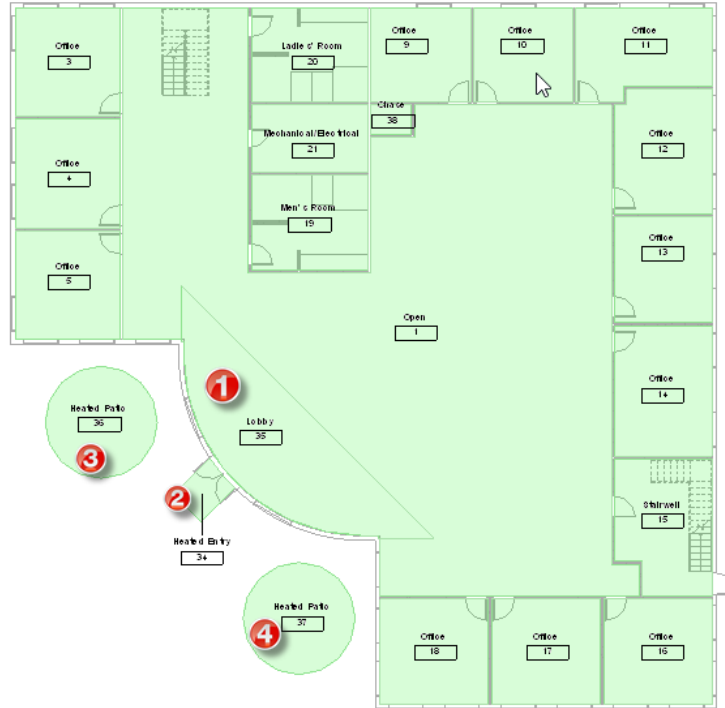 Office
3
Ladies' Room
20
Office
9
Office
10
Office
11
Chase
38
Mechanical/Electrical
21
Office
12
Office
4
Men's Room
19
Office
13
Office
5
Open
1
Office
14
1
Lobby
35
Heated Patio
36
3
2
Heated Entry
34
Stairwell
15
Heated Patio
37
4
Office
18
Office
17
Office
16